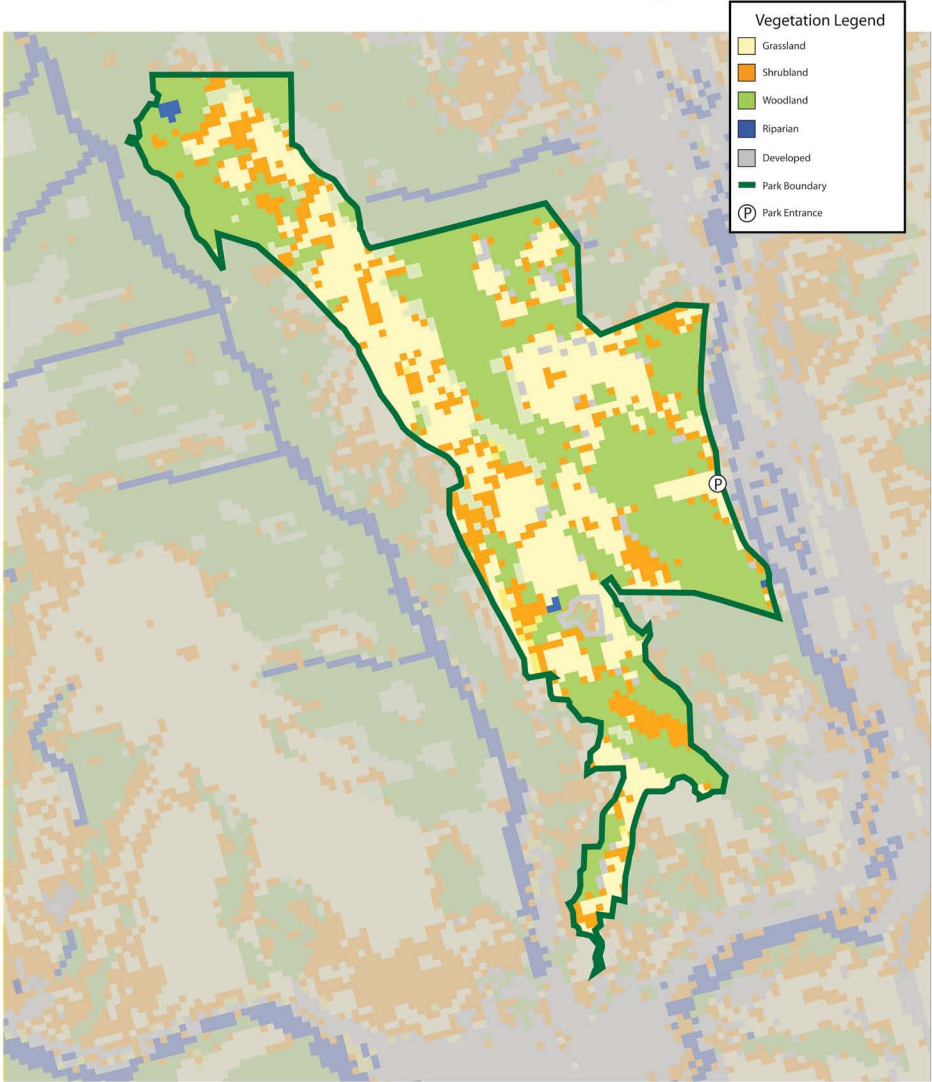 Vegetation Legend
Grassland
Shrubland
Woodland
Riparian
Developed
Park Boundary
P Park Entrance
P